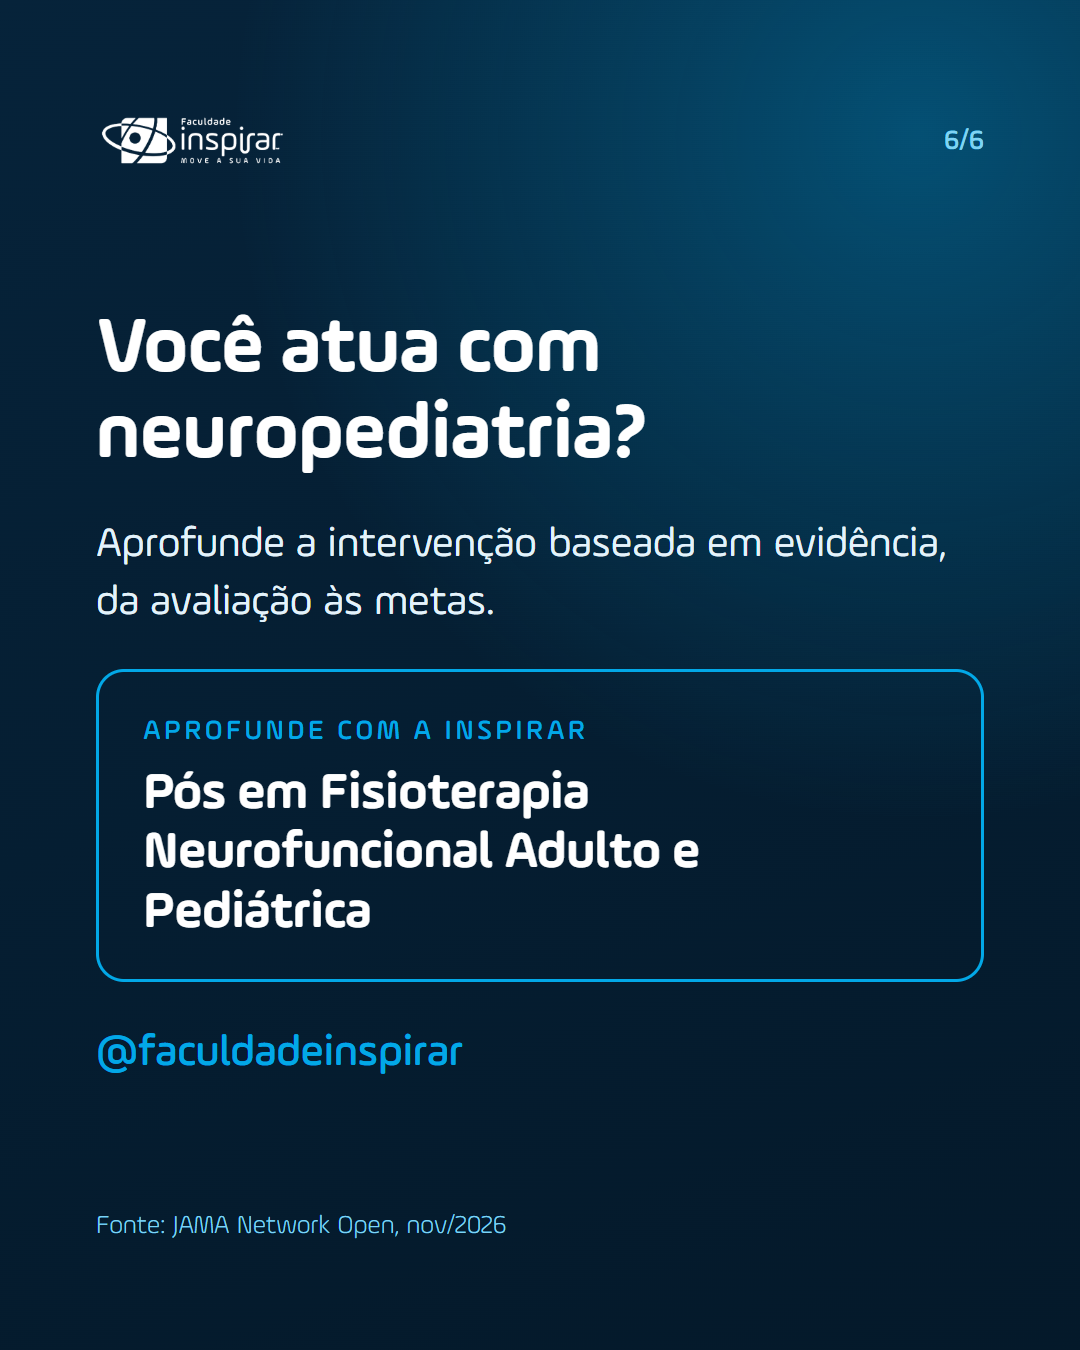 Faculdade
inspirar
MOVE A SUA VIDA
6/6
Você atua com
neuropediatria?
Aprofunde a intervenção baseada em evidência,
da avaliação às metas.
APROFUNDE COM A INSPIRAR
Pós em Fisioterapia
Neurofuncional Adulto e
Pediátrica
@faculdadeinspirar
Fonte: JAMA Network Open, nov/2026